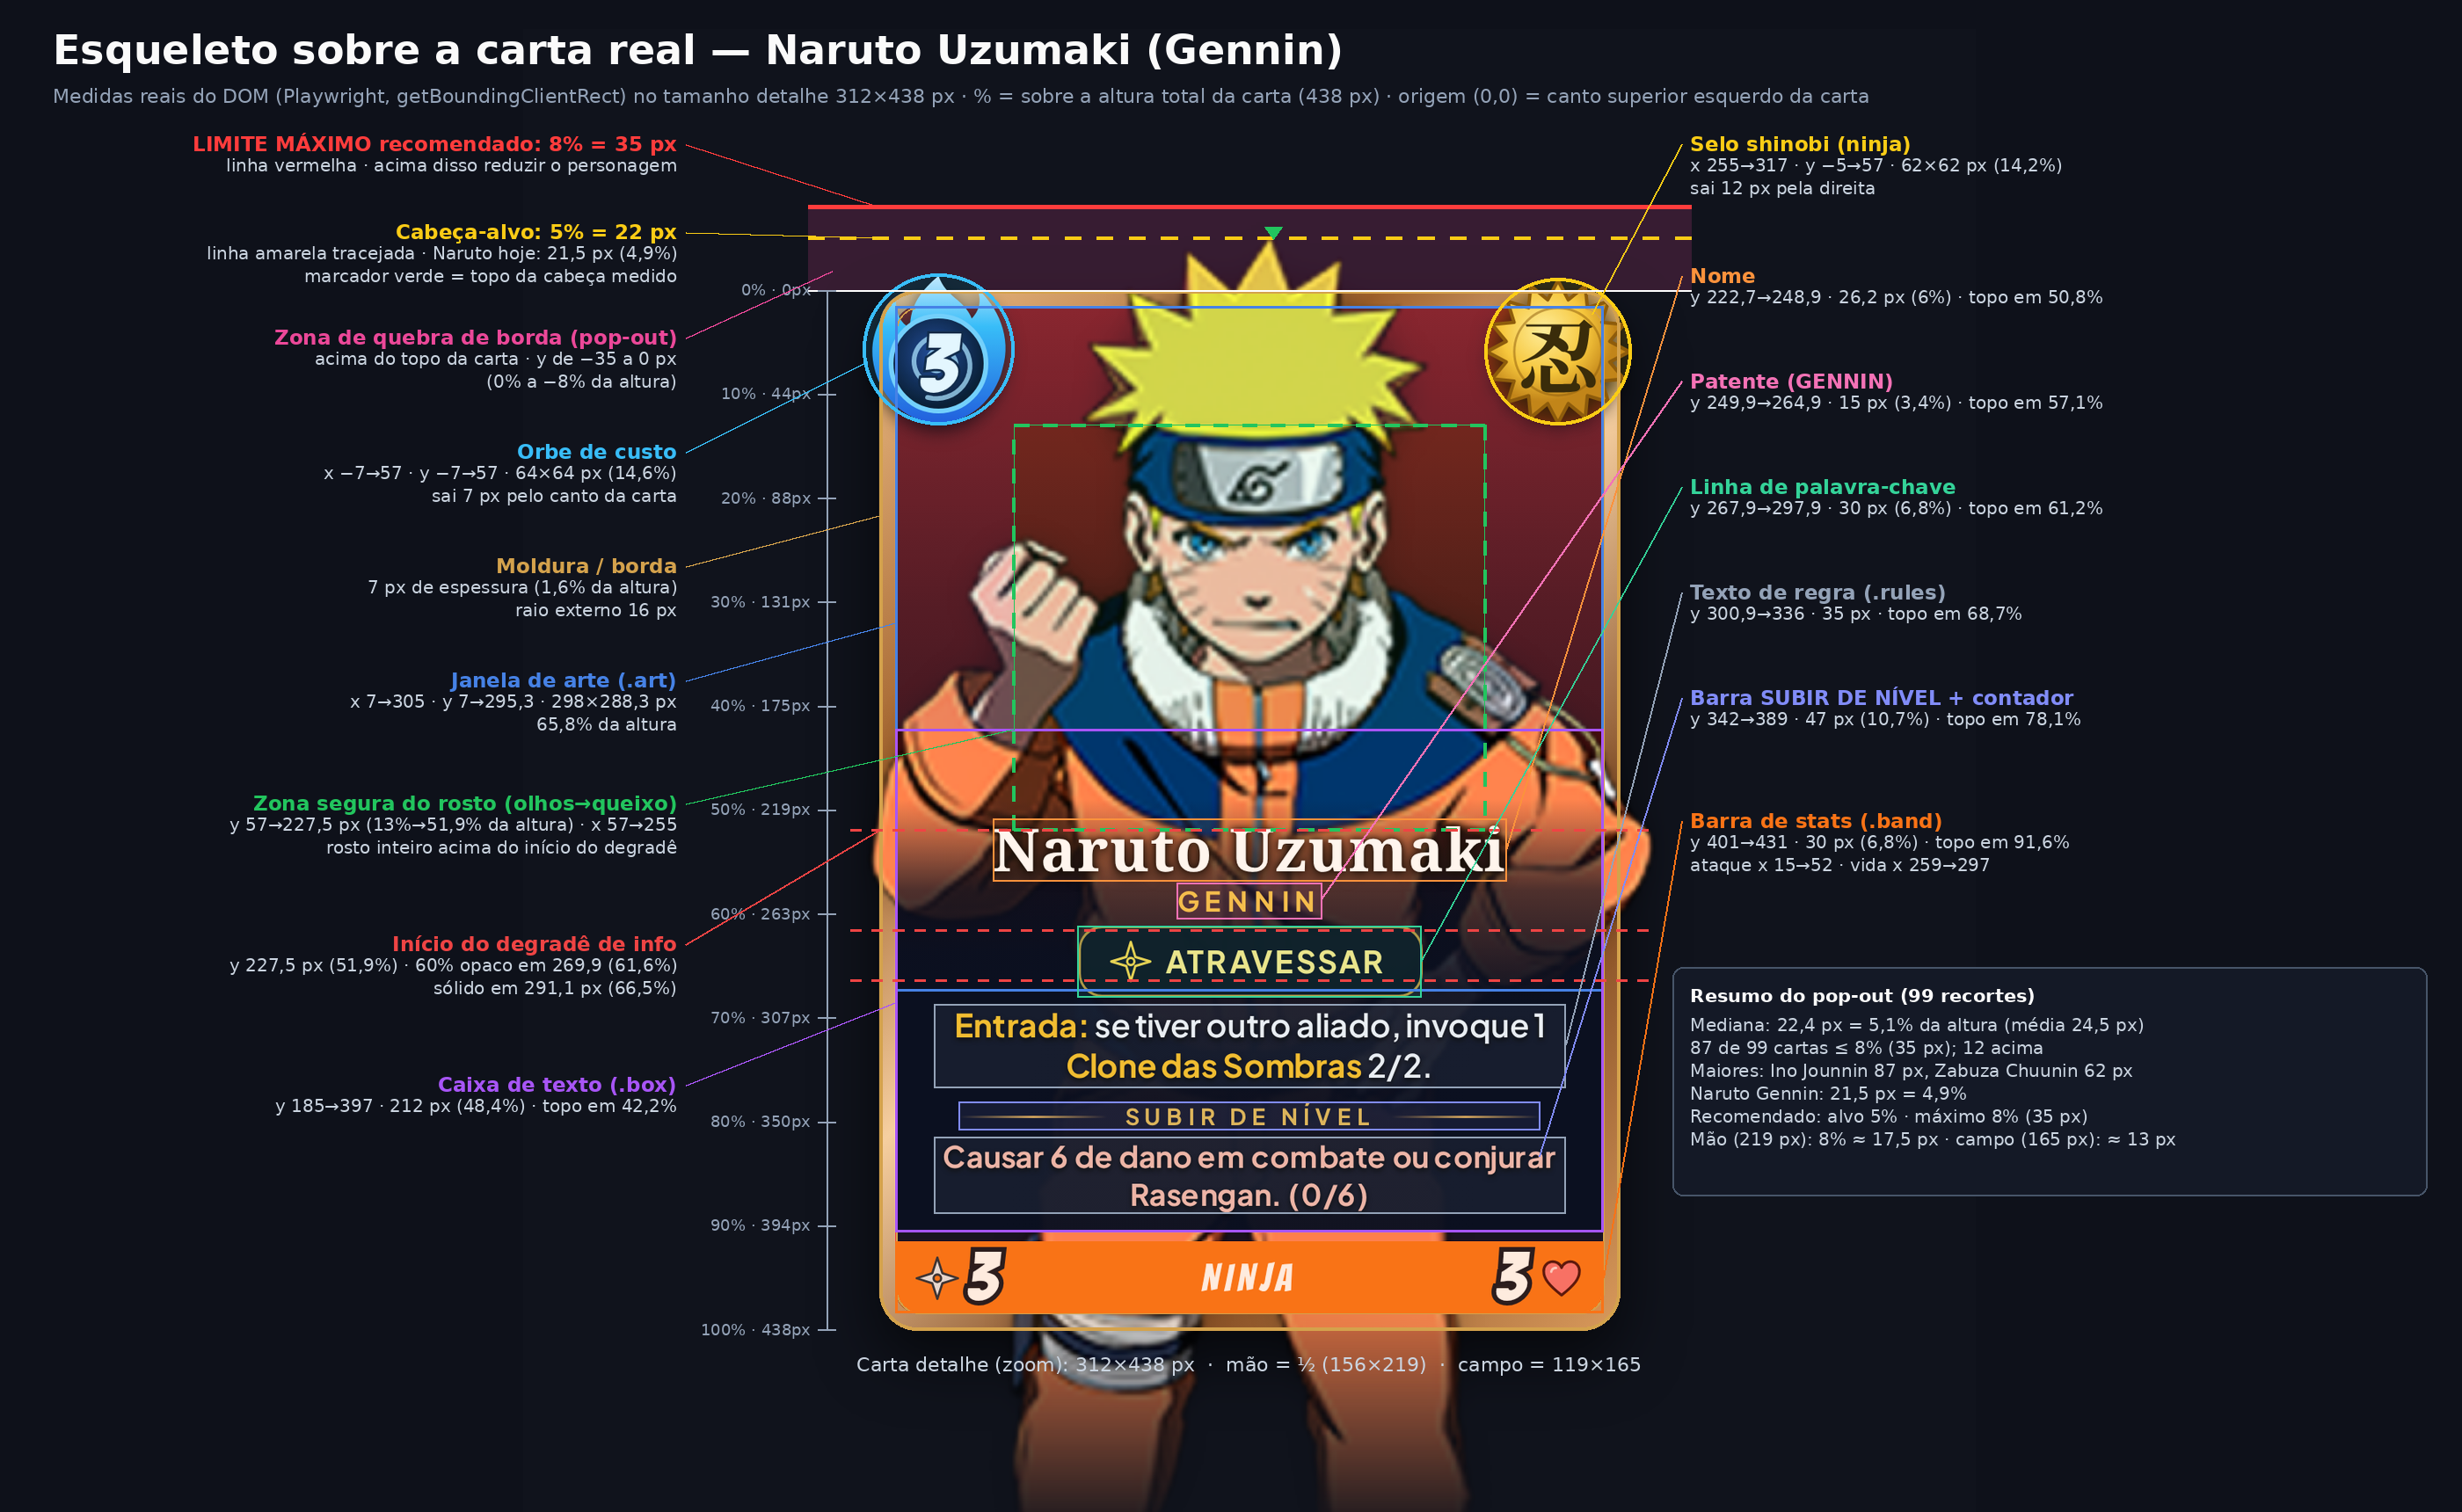 Esqueleto sobre a carta real — Naruto Uzumaki (Gennin)
Medidas reais do DOM (Playwright, getBoundingClientRect) no tamanho detalhe 312×438 px · % = sobre a altura total da carta (438 px) · origem (0,0) = canto superior esquerdo da carta
LIMITE MÁXIMO recomendado: 8% = 35 px
linha vermelha · acima disso reduzir o personagem
Cabeça-alvo: 5% = 22 px
linha amarela tracejada · Naruto hoje: 21,5 px (4,9%)
marcador verde = topo da cabeça medido
Zona de quebra de borda (pop-out)
acima do topo da carta · y de −35 a 0 px
(0% a −8% da altura)
Orbe de custo
x −7→57 · y −7→57 · 64×64 px (14,6%)
sai 7 px pelo canto da carta
Moldura / borda
7 px de espessura (1,6% da altura)
raio externo 16 px
Janela de arte (.art)
x 7→305 · y 7→295,3 · 298×288,3 px
65,8% da altura
Zona segura do rosto (olhos→queixo)
y 57→227,5 px (13%→51,9% da altura) · x 57→255
rosto inteiro acima do início do degradê
Início do degradê de info
y 227,5 px (51,9%) · 60% opaco em 269,9 (61,6%)
sólido em 291,1 px (66,5%)
Caixa de texto (.box)
y 185→397 · 212 px (48,4%) · topo em 42,2%
0% · 0px
10% · 44px
20% · 88px
30% · 131px
40% · 175px
50% · 219px
60% · 263px
70% · 307px
80% · 350px
90% · 394px
100% · 438px
3
忍
Naruto Uzumaki
GENNIN
ATRAVESSAR
Entrada: se tiver outro aliado, invoque 1
Clone das Sombras 2/2.
SUBIR DE NÍVEL
Causar 6 de dano em combate ou conjurar
Rasengan. (0/6)
3 NINJA 3
Carta detalhe (zoom): 312×438 px · mão = ½ (156×219) · campo = 119×165
Selo shinobi (ninja)
x 255→317 · y −5→57 · 62×62 px (14,2%)
sai 12 px pela direita
Nome
y 222,7→248,9 · 26,2 px (6%) · topo em 50,8%
Patente (GENNIN)
y 249,9→264,9 · 15 px (3,4%) · topo em 57,1%
Linha de palavra-chave
y 267,9→297,9 · 30 px (6,8%) · topo em 61,2%
Texto de regra (.rules)
y 300,9→336 · 35 px · topo em 68,7%
Barra SUBIR DE NÍVEL + contador
y 342→389 · 47 px (10,7%) · topo em 78,1%
Barra de stats (.band)
y 401→431 · 30 px (6,8%) · topo em 91,6%
ataque x 15→52 · vida x 259→297
Resumo do pop-out (99 recortes)
Mediana: 22,4 px = 5,1% da altura (média 24,5 px)
87 de 99 cartas ≤ 8% (35 px); 12 acima
Maiores: Ino Jounnin 87 px, Zabuza Chuunin 62 px
Naruto Gennin: 21,5 px = 4,9%
Recomendado: alvo 5% · máximo 8% (35 px)
Mão (219 px): 8% ≈ 17,5 px · campo (165 px): ≈ 13 px